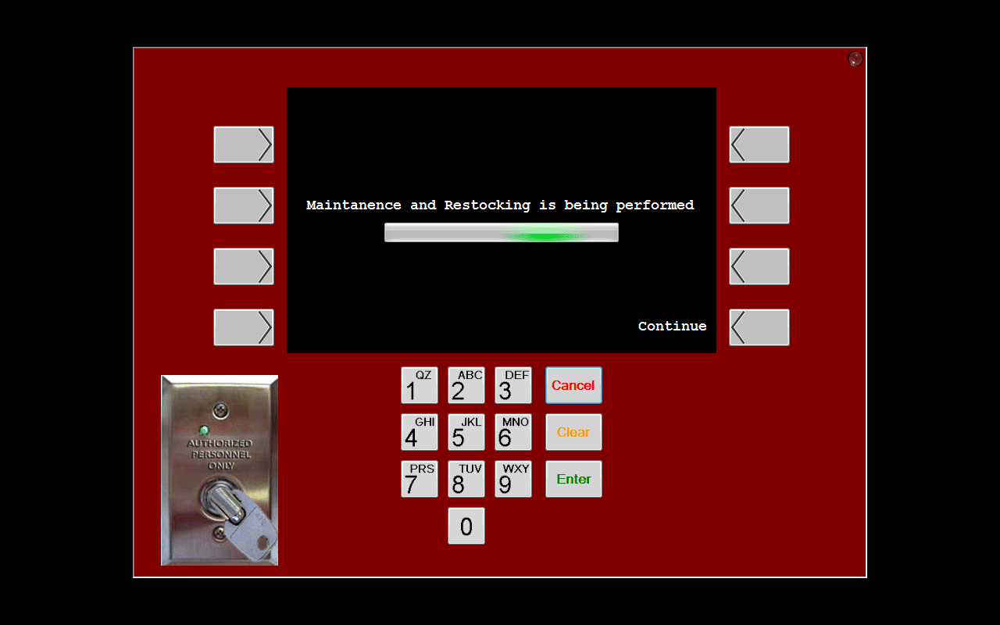 Maintanence and Restocking is being performed
Continue
QZ
1
ABC
2
DEF
3
Cancel
GHI
4
JKL
5
MNO
6
Clear
PRS
7
TUV
8
WXY
9
Enter
0
AUTHORIZED
PERSONNEL
ONLY